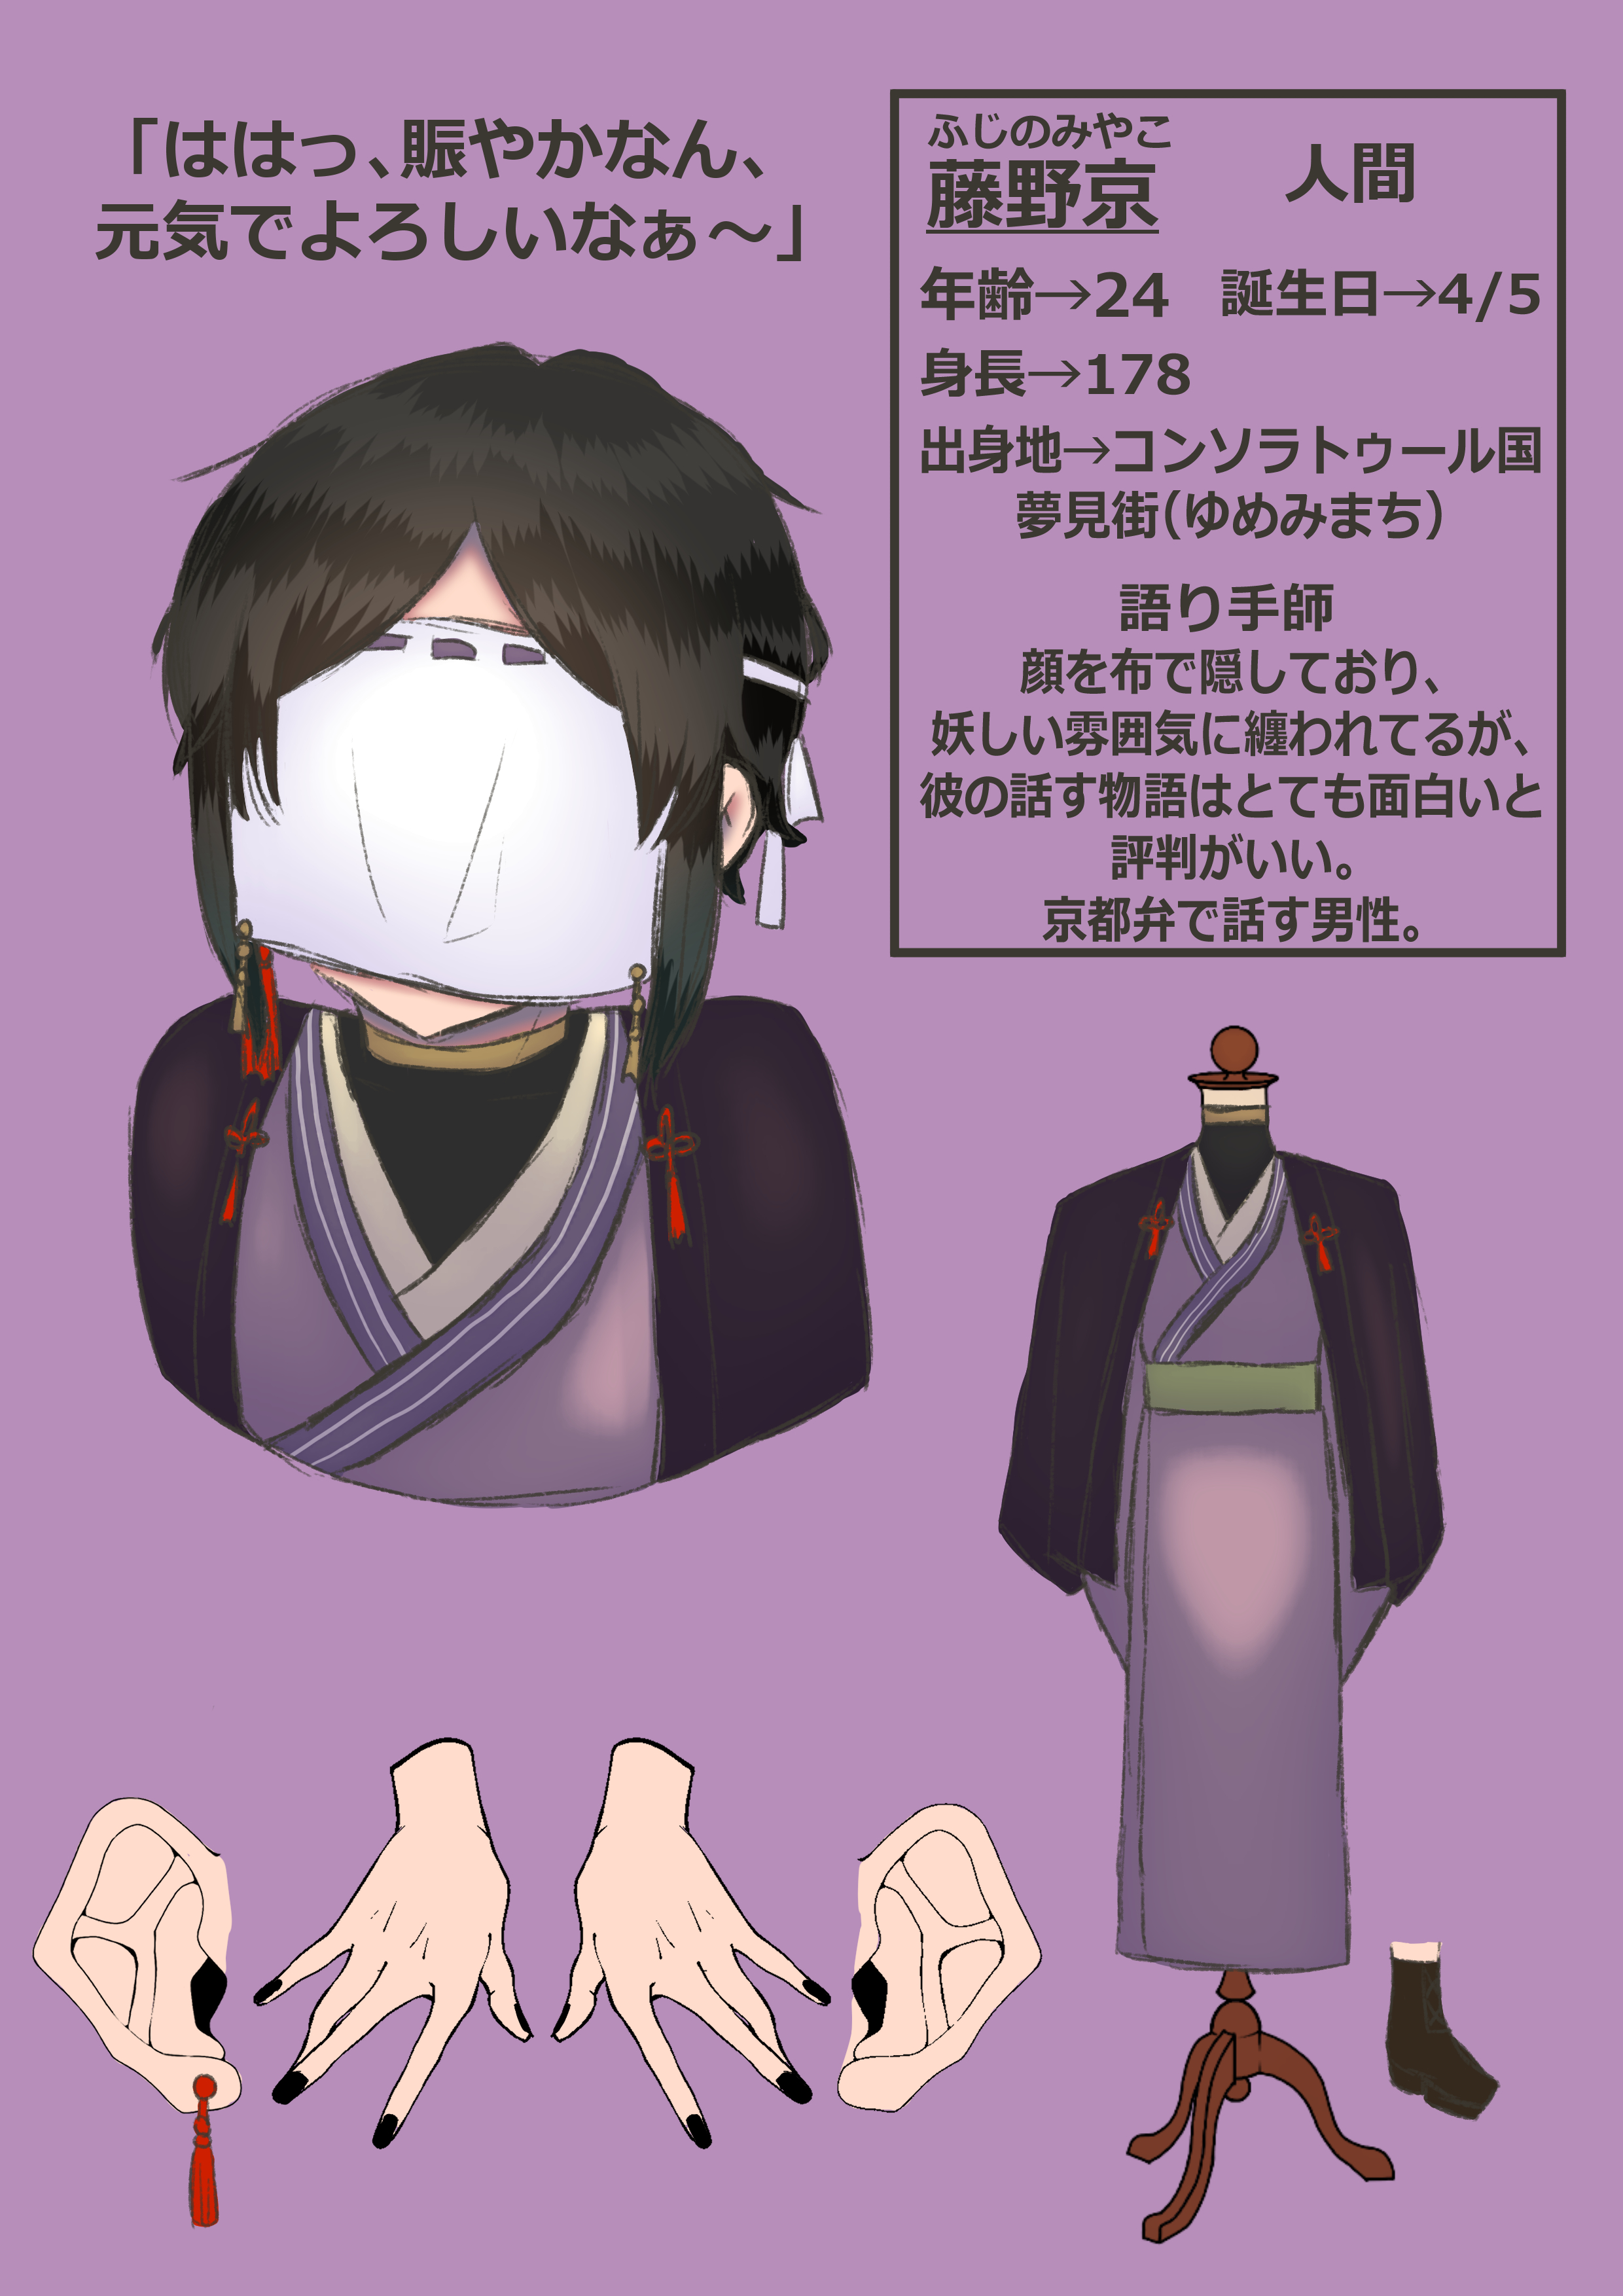 「ははっ、賑やかなん、
元気でよろしいなぁ～」
ふじのみやこ
藤野京　人間
年齢→24　誕生日→4/5
身長→178
出身地→コンソラトゥール国
夢見街(ゆめみまち)
語り手師
顔を布で隠しており、
妖しい雰囲気に纏われてるが、
彼の話す物語はとても面白いと
評判がいい。
京都弁で話す男性。